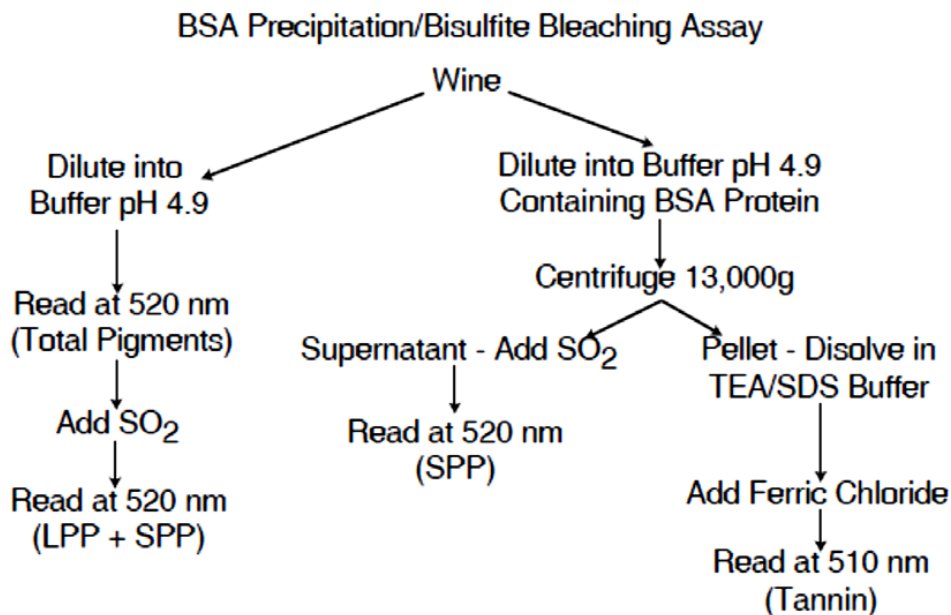 BSA Precipitation/Bisulfite Bleaching Assay
Wine
Dilute into
Buffer pH 4.9
Read at 520 nm
(Total Pigments)
Add SO2
Read at 520 nm
(LPP + SPP)
Dilute into Buffer pH 4.9
Containing BSA Protein
Centrifuge 13,000g
Supernatant - Add SO2
Read at 520 nm
(SPP)
Pellet - Disolve in
TEA/SDS Buffer
Add Ferric Chloride
Read at 510 nm
(Tannin)